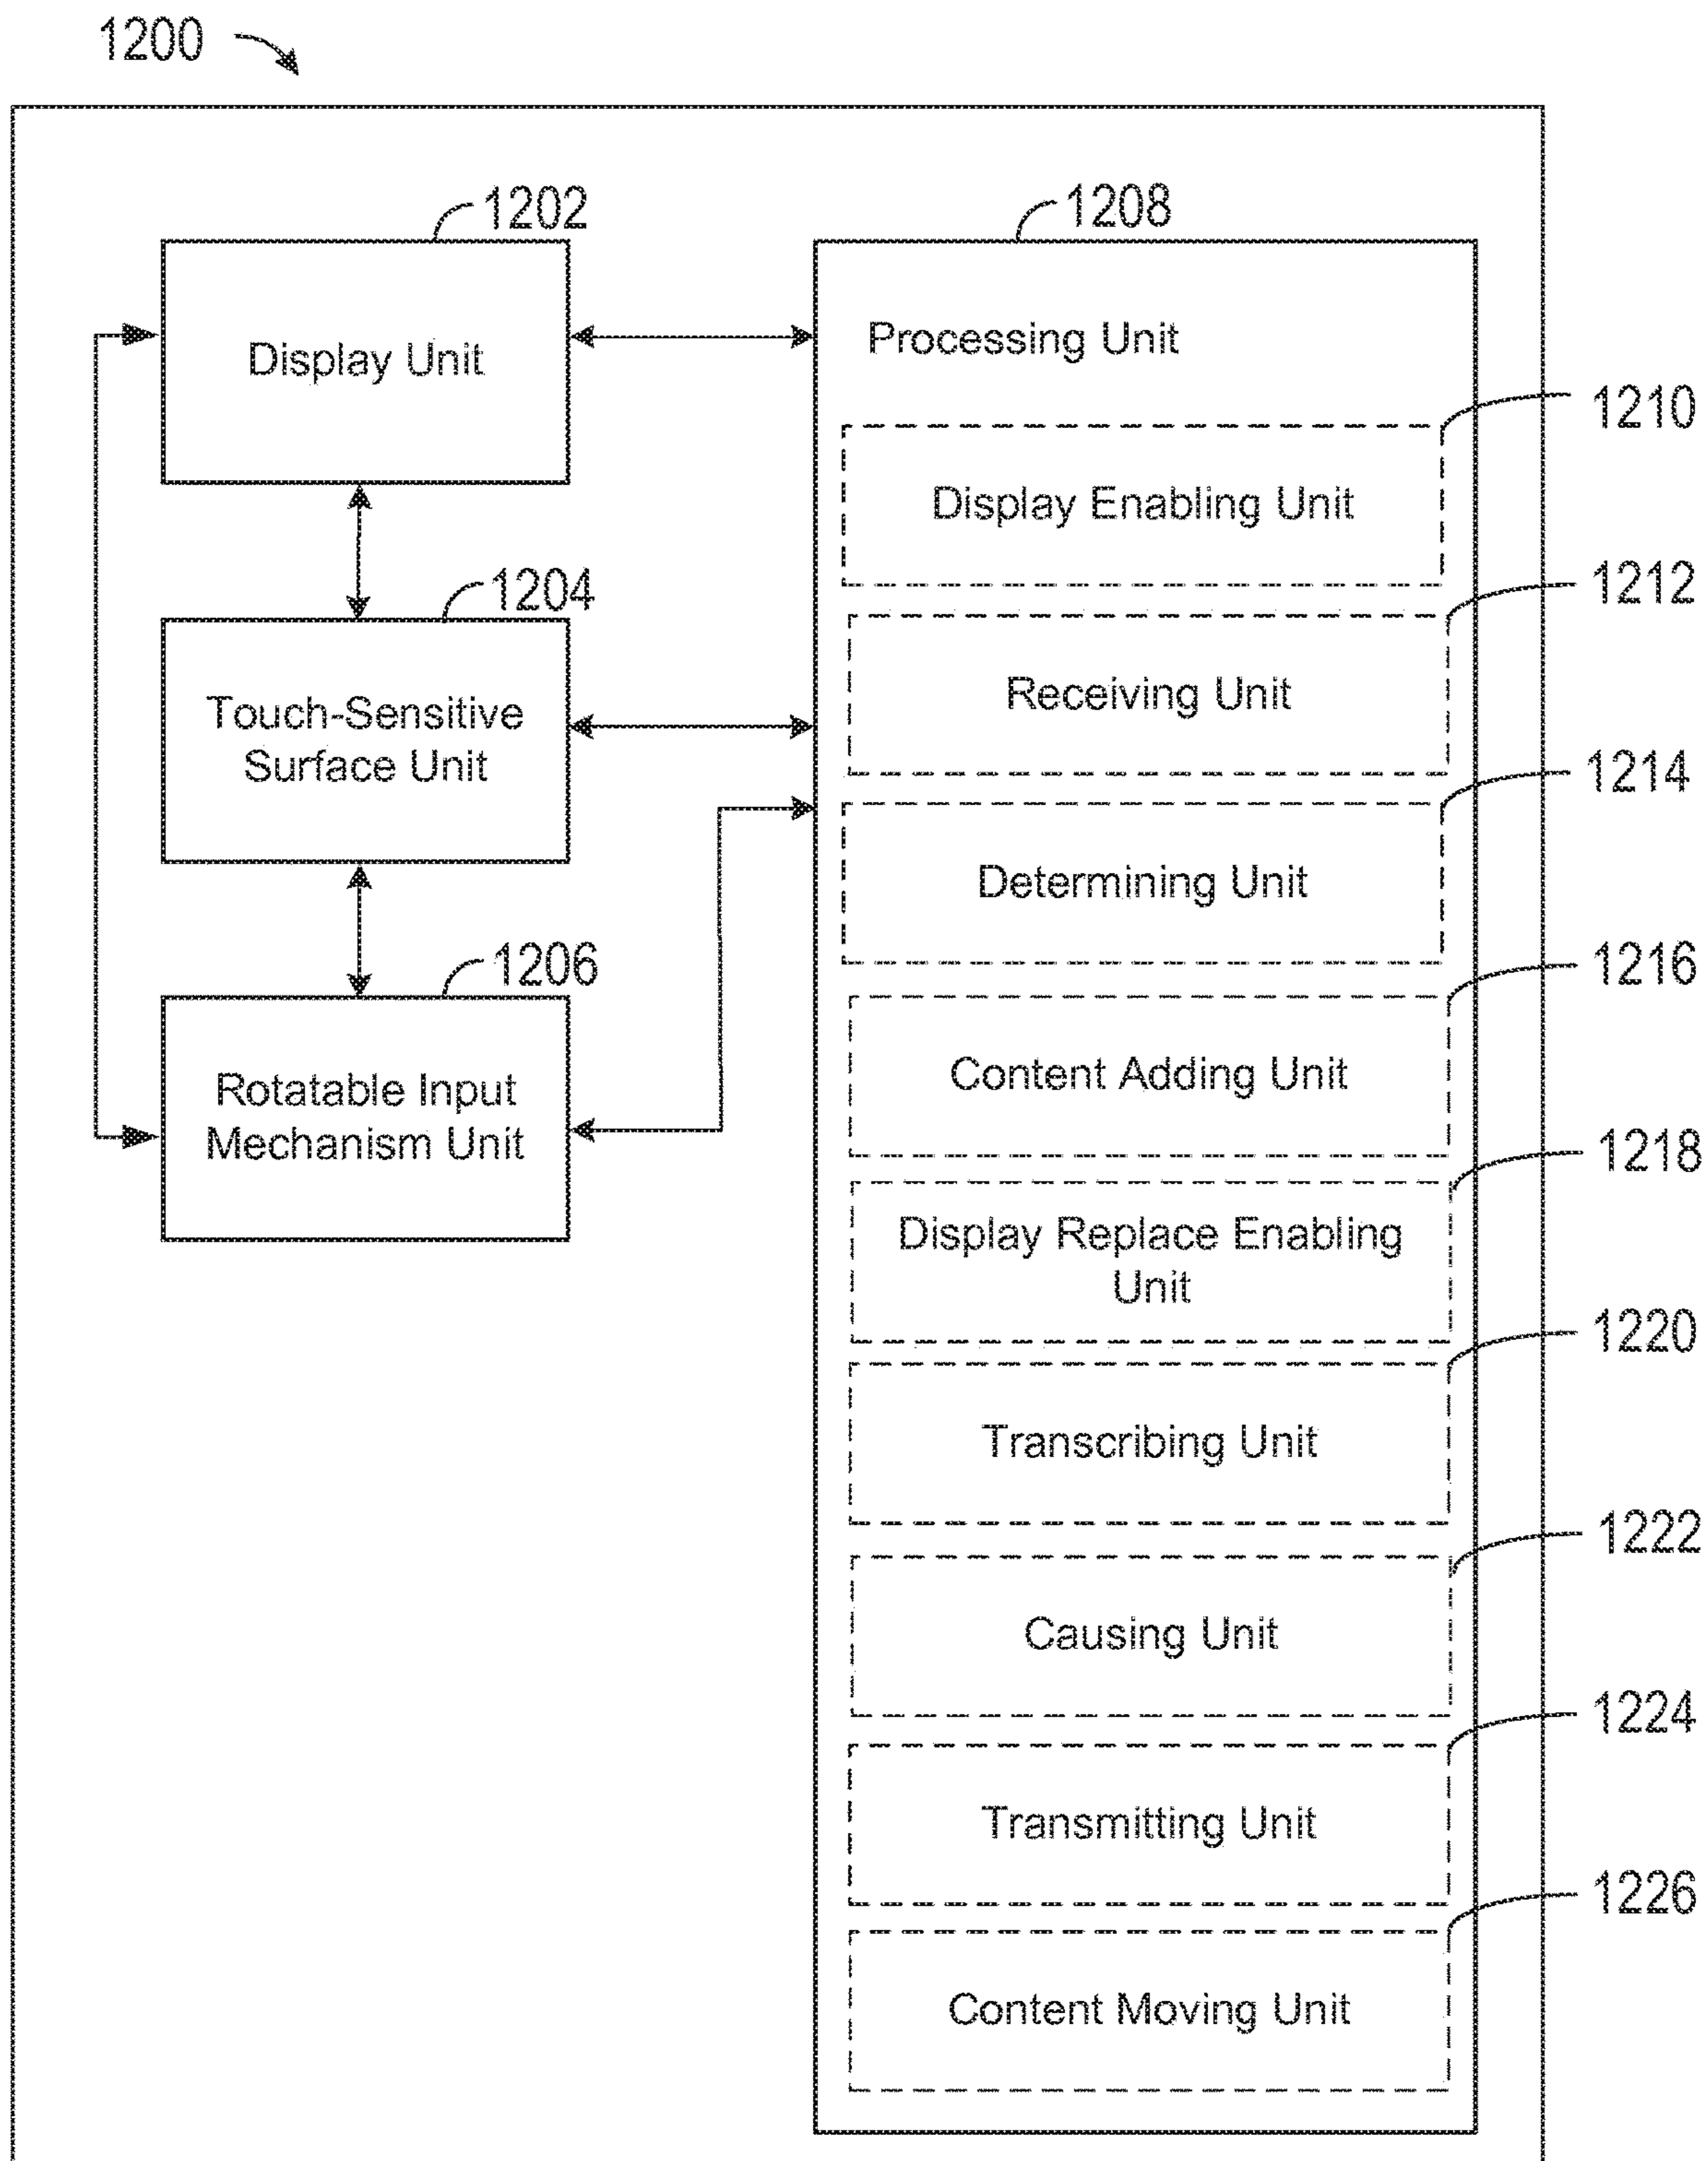 1200
1202
Display Unit
1204
Touch-Sensitive
Surface Unit
1206
Rotatable Input
Mechanism Unit
1208
Processing Unit
1210
Display Enabling Unit
1212
Receiving Unit
1214
Determining Unit
1216
Content Adding Unit
1218
Display Replace Enabling
Unit
1220
Transcribing Unit
1222
Causing Unit
1224
Transmitting Unit
1226
Content Moving Unit